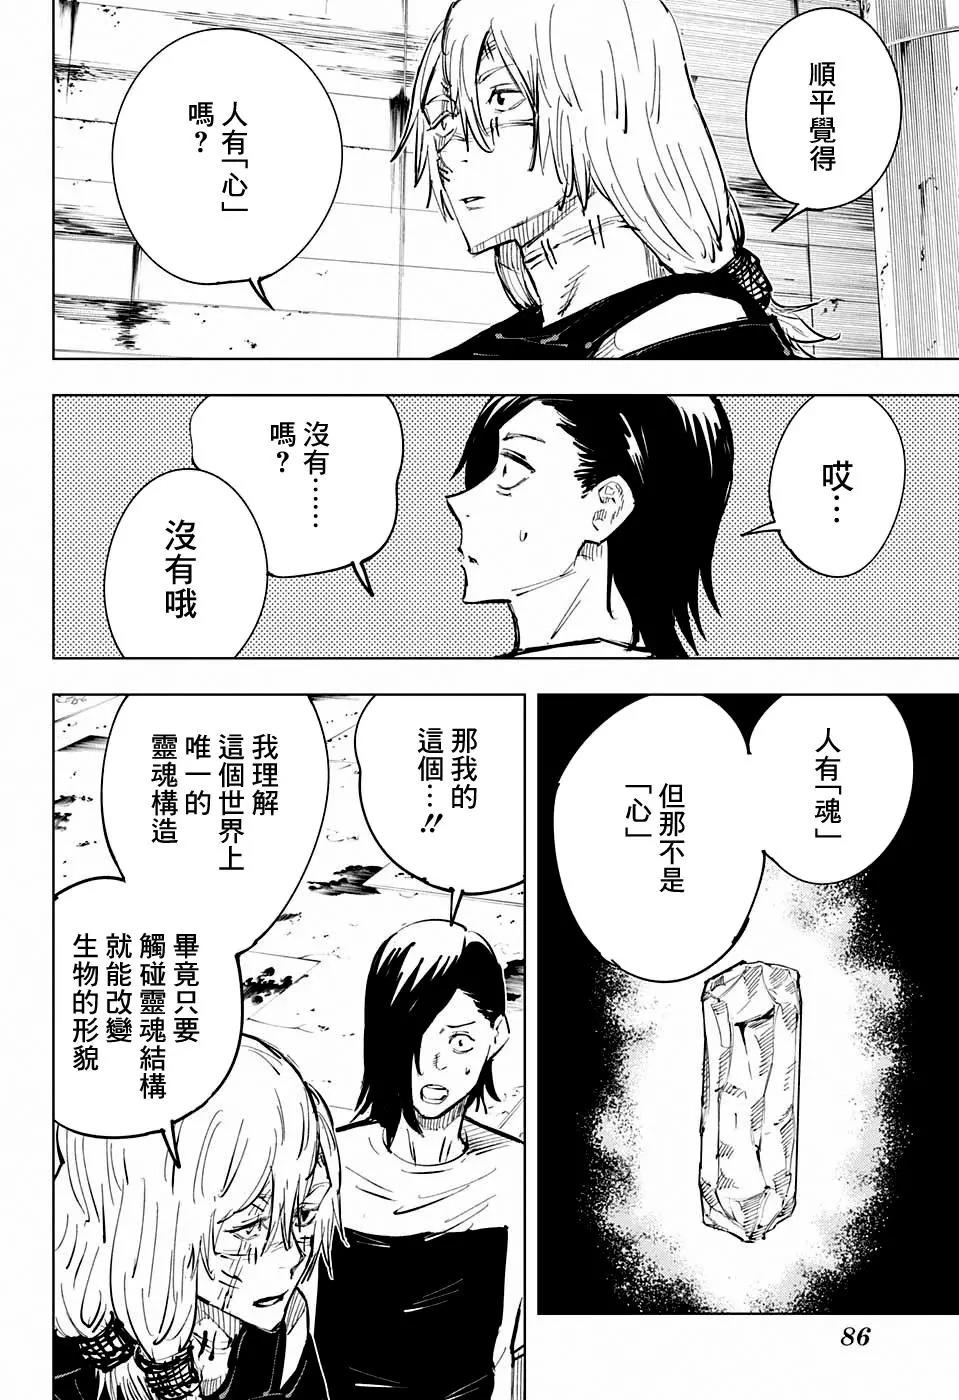 順平覺得
人有「心」
嗎?
哎…
沒有……
嗎?
沒有哦
人有「魂」
但那不是
「心」
那我的
這個…!!
我理解
這個世界上
唯一的
靈魂構造
畢竟只要
觸碰靈魂結構
就能改變
生物的形貌
86